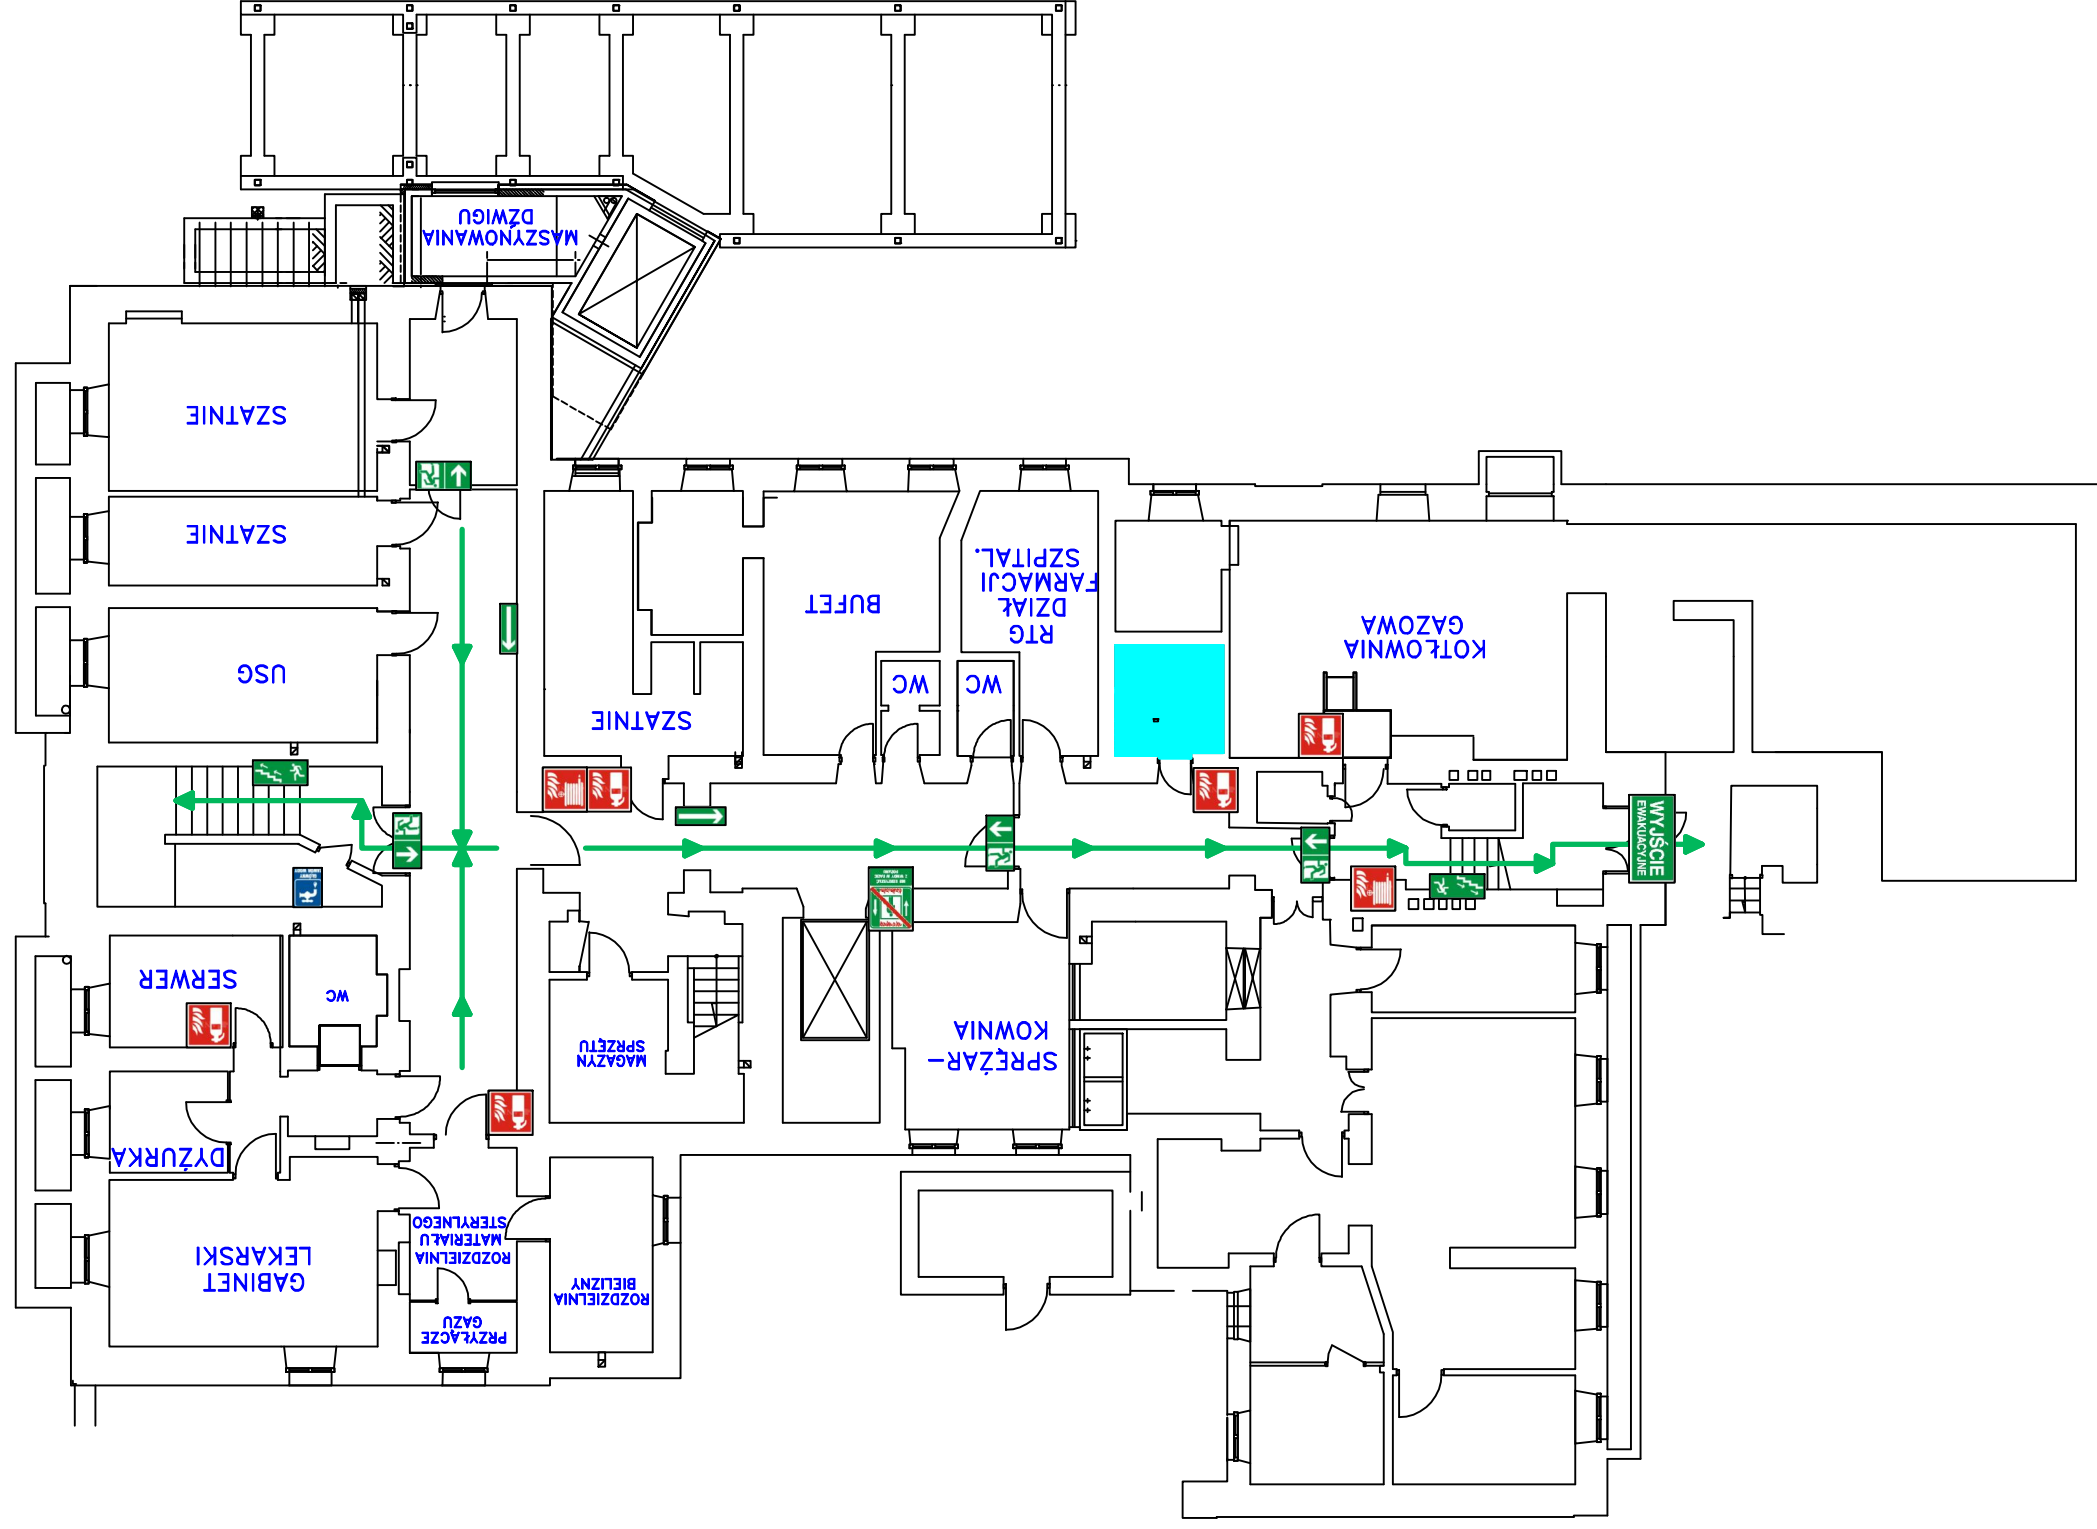 MASZYNOWANIA
DŹWIGU
SZATNIE
SZATNIE
USG
SZATNIE
BUFET
WC
WC
RTG
DZIAŁ
FARMACJI
SZPITAL.
KOTŁOWNIA
GAZOWA
WYJŚCIE
EWAKUACYJNE
SERWER
WC
MAGAZYN
SPRZĘTU
SPRĘŻAR-
KOWNIA
DYŻURKA
GABINET
LEKARSKI
ROZDZIELNIA
MATERIAŁU
STERYLNEGO
PRZYŁĄCZE
GAZU
ROZDZIELNIA
BIELIZNY